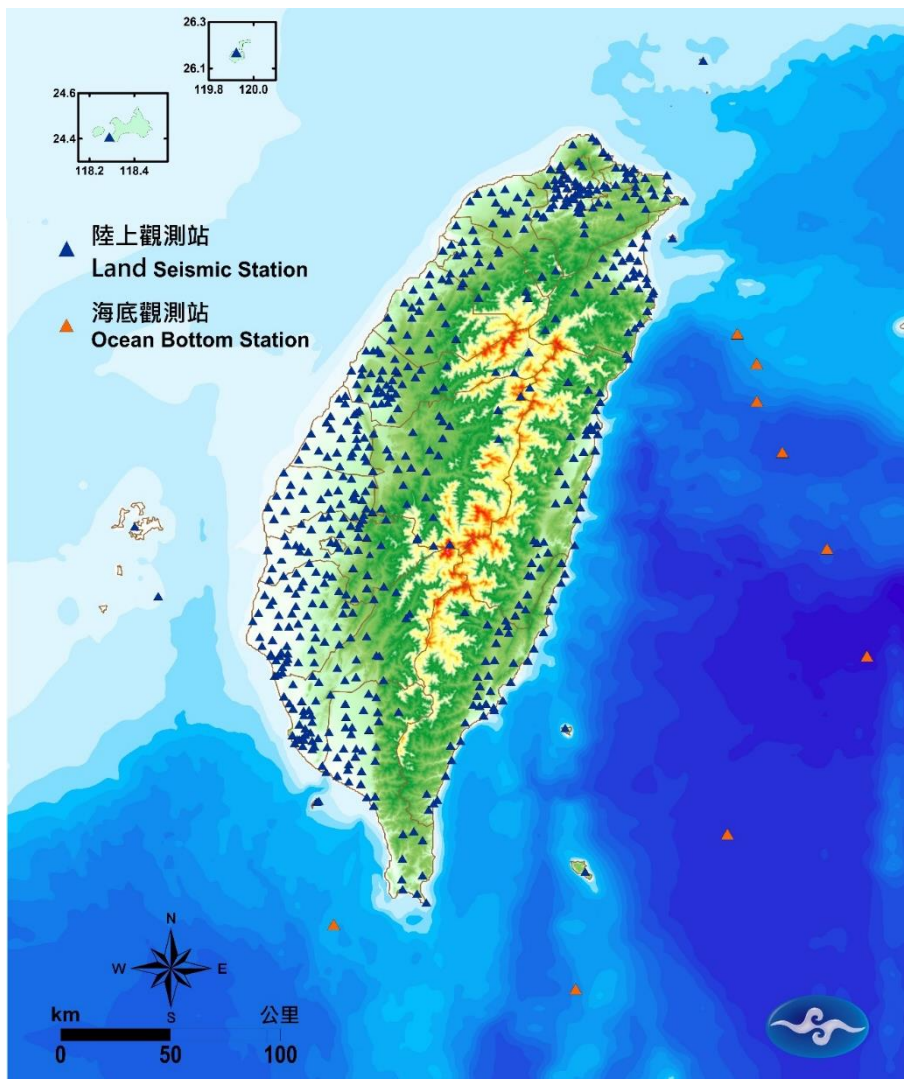 26.3
26.1
119.8 120.0
24.6
24.4
118.2 118.4
陸上觀測站
Land Seismic Station
海底觀測站
Ocean Bottom Station
N
W E
S
km 公里
0 50 100